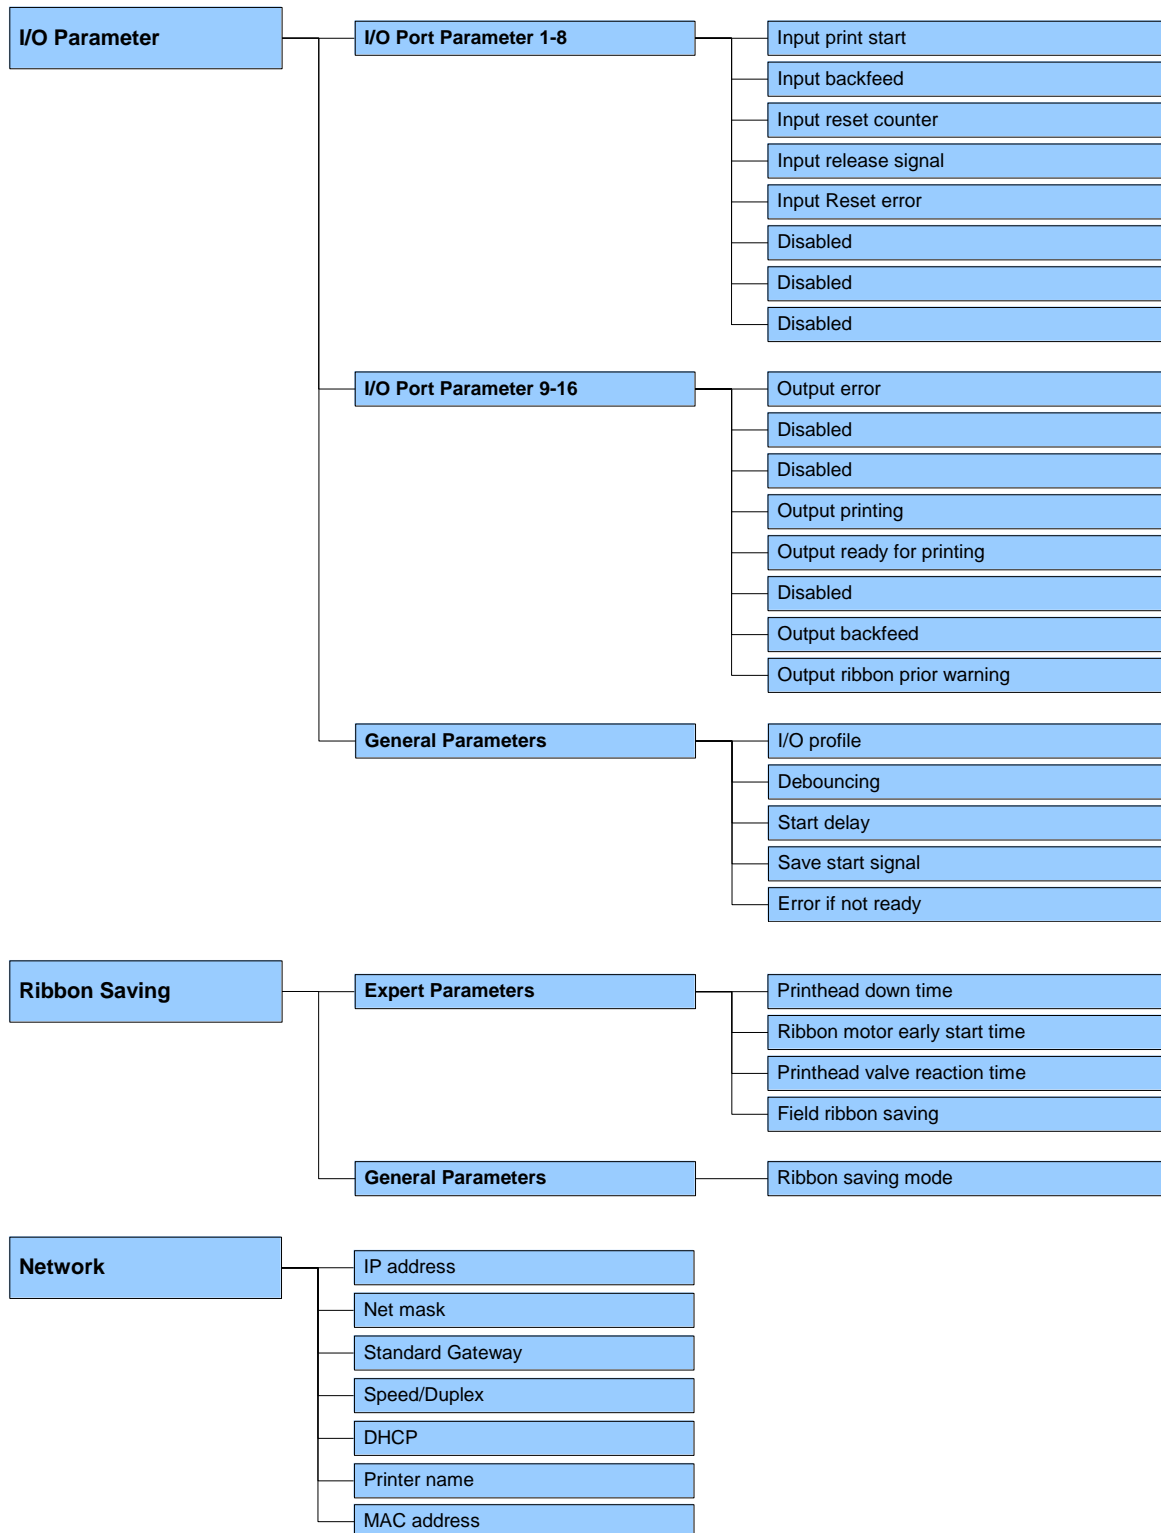 I/O Parameter
I/O Port Parameter 1-8
Input print start
Input backfeed
Input reset counter
Input release signal
Input Reset error
Disabled
Disabled
Disabled
I/O Port Parameter 9-16
Output error
Disabled
Disabled
Output printing
Output ready for printing
Disabled
Output backfeed
Output ribbon prior warning
General Parameters
I/O profile
Debouncing
Start delay
Save start signal
Error if not ready
Ribbon Saving
Expert Parameters
Printhead down time
Ribbon motor early start time
Printhead valve reaction time
Field ribbon saving
General Parameters
Ribbon saving mode
Network
IP address
Net mask
Standard Gateway
Speed/Duplex
DHCP
Printer name
MAC address